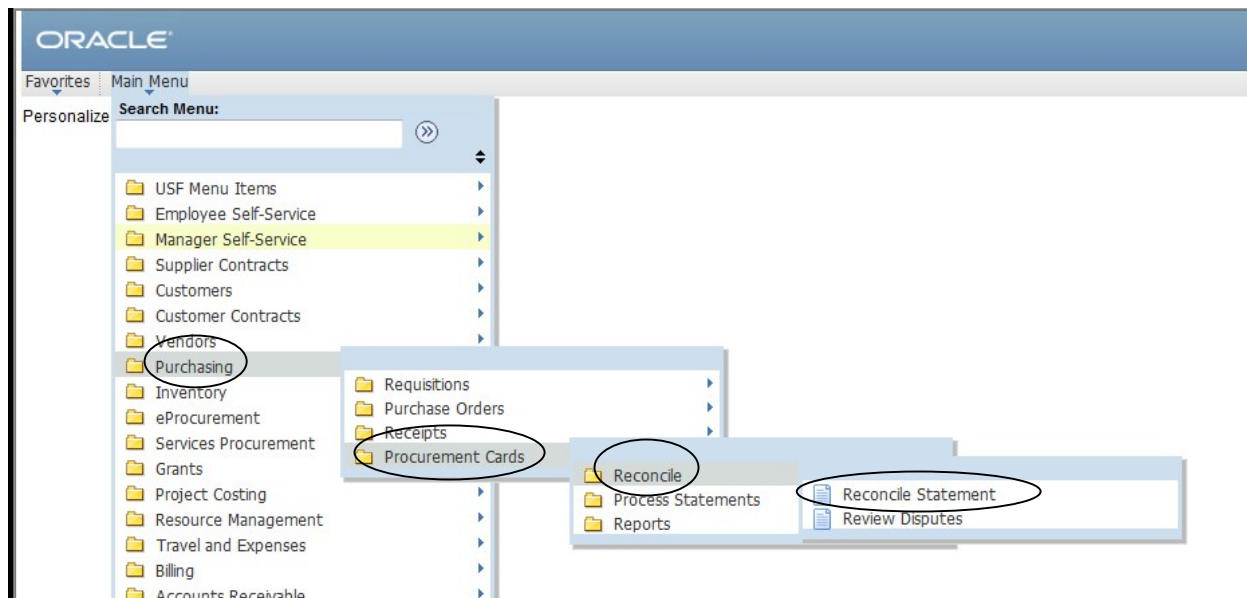 ORACLE
Favorites Main Menu
Personalize
Search Menu:
USF Menu Items
Employee Self-Service
Manager Self-Service
Supplier Contracts
Customers
Customer Contracts
Vendors
Purchasing
Inventory
eProcurement
Services Procurement
Grants
Project Costing
Resource Management
Travel and Expenses
Billing
Accounts Receivable
Requisitions
Purchase Orders
Receipts
Procurement Cards
Reconcile
Process Statements
Reports
Reconcile Statement
Review Disputes